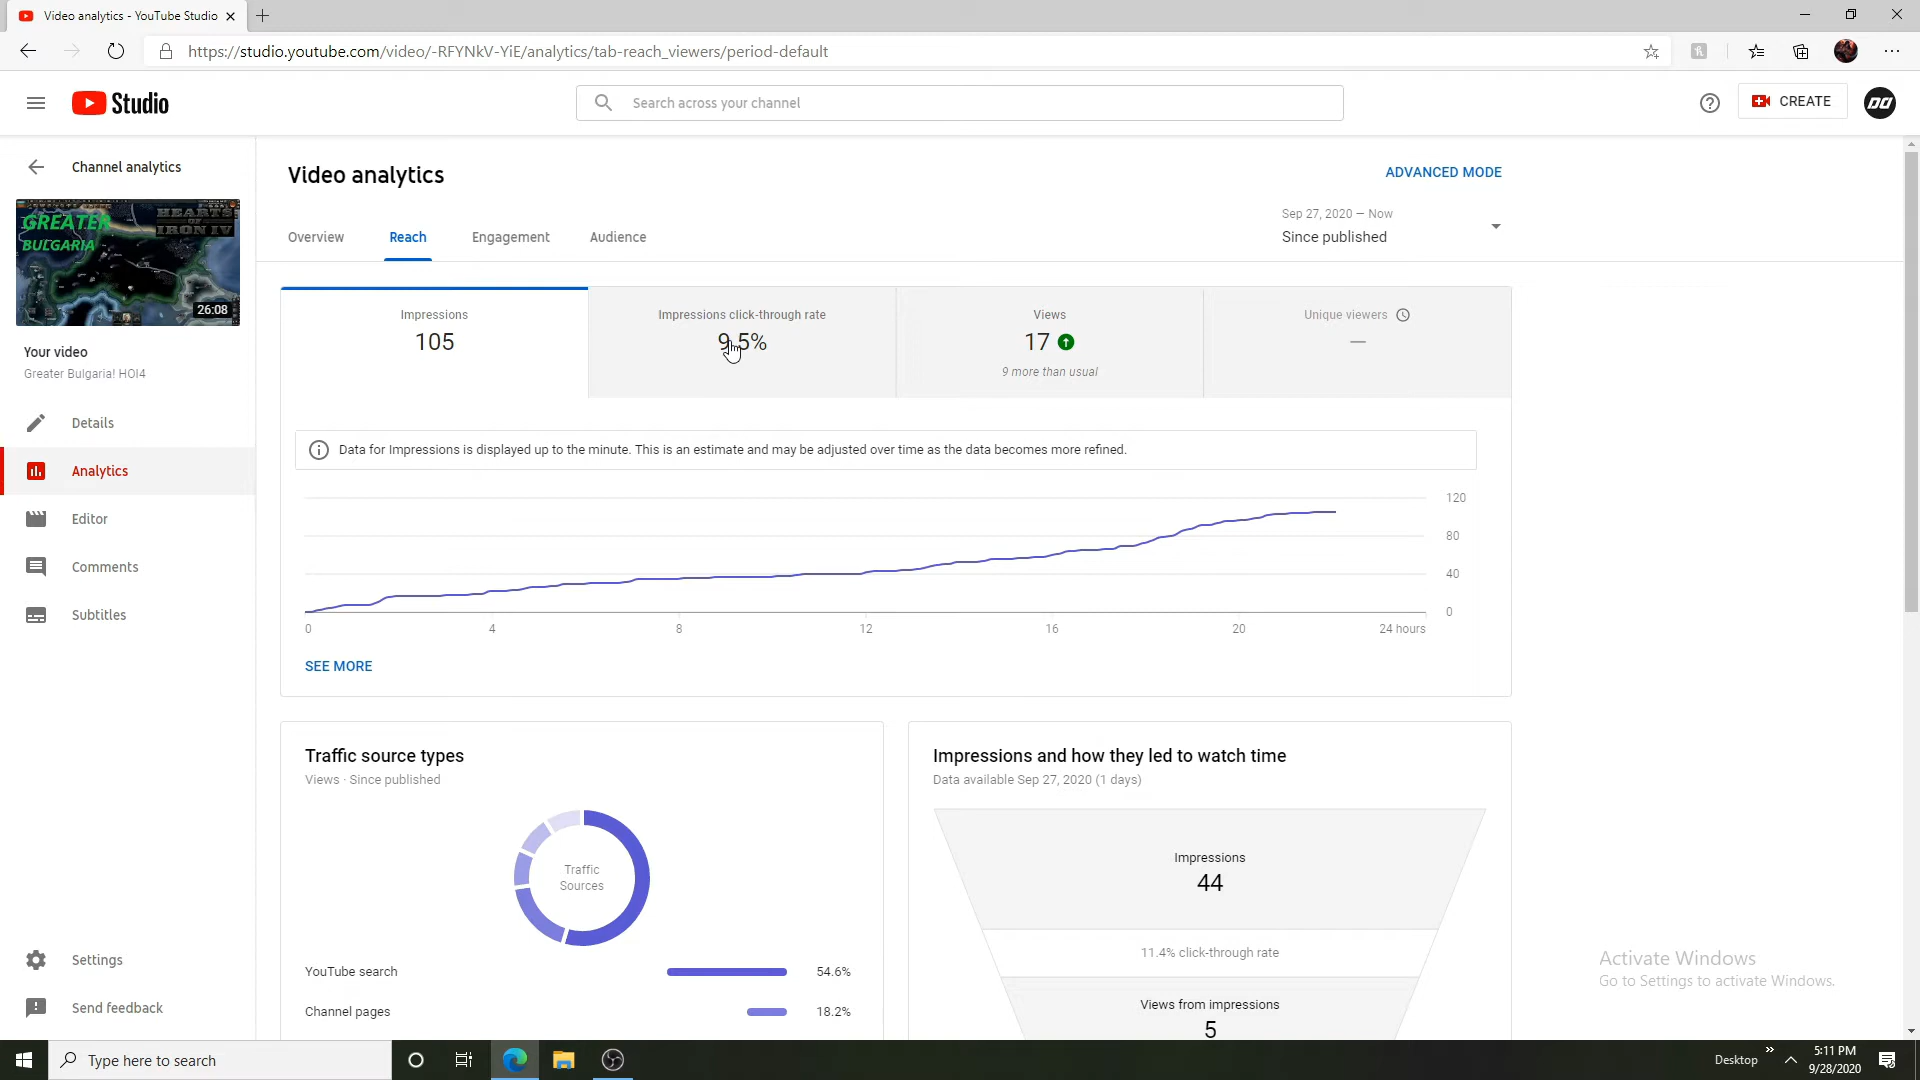 Video analytics - YouTube Studio
https://studio.youtube.com/video/-RFYNkV-YiE/analytics/tab-reach_viewers/period-default
Studio
Search across your channel
CREATE
Channel analytics
GREATER
BULGARIA
HEARTS
OF
IRON IV
26:08
Your video
Greater Bulgaria! HOI4
Details
Analytics
Editor
Comments
Subtitles
Settings
Send feedback
Video analytics
ADVANCED MODE
Overview
Reach
Engagement
Audience
Sep 27, 2020 – Now
Since published
Impressions
105
Impressions click-through rate
9.5%
Views
17
9 more than usual
Unique viewers
—
Data for Impressions is displayed up to the minute. This is an estimate and may be adjusted over time as the data becomes more refined.
120
80
40
0
0 4 8 12 16 20 24 hours
SEE MORE
Traffic source types
Views · Since published
Traffic
Sources
YouTube search 54.6%
Channel pages 18.2%
Impressions and how they led to watch time
Data available Sep 27, 2020 (1 days)
Impressions
44
11.4% click-through rate
Views from impressions
5
Activate Windows
Go to Settings to activate Windows.
Type here to search
Desktop
5:11 PM
9/28/2020